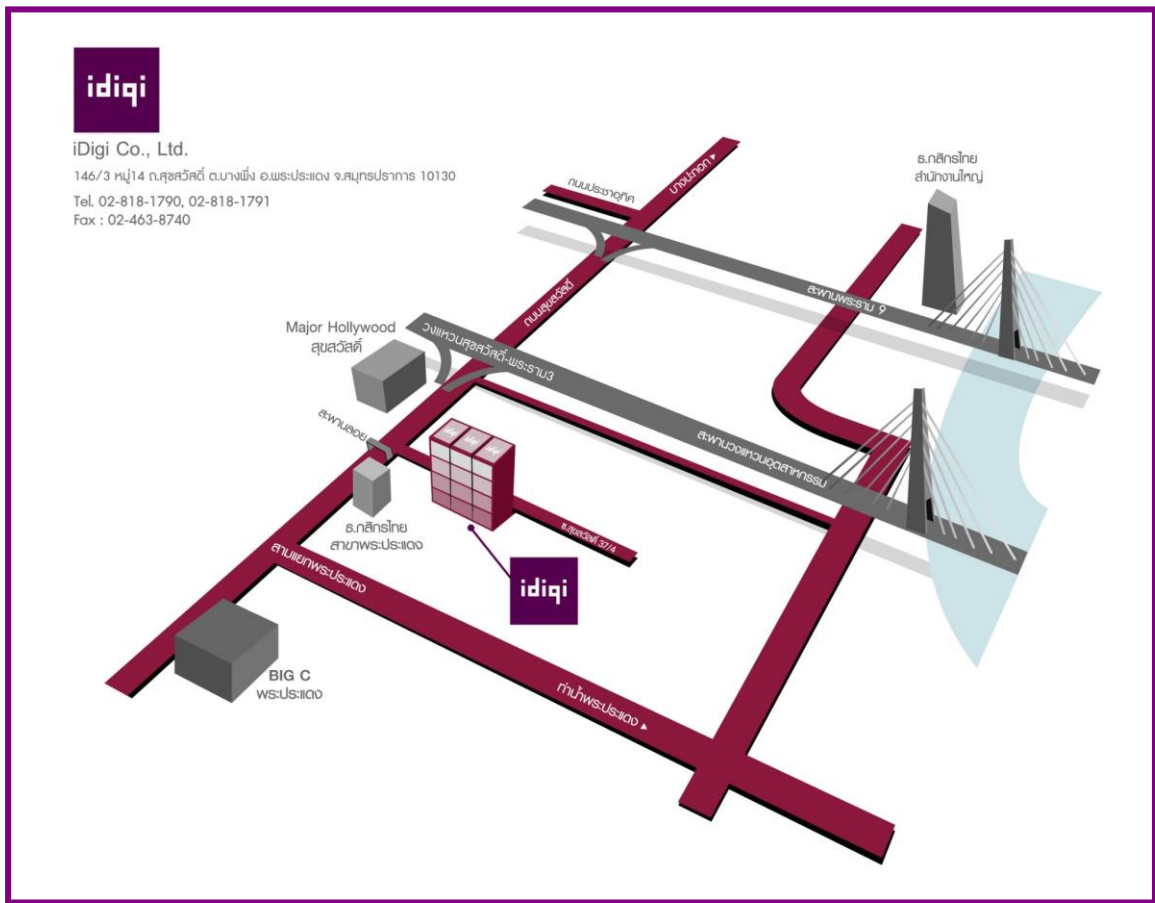 idiqi
iDigi Co., Ltd.
146/3 หมู่14 ถ.สุขสวัสดิ์ ต.บางพึ่ง อ.พระประแดง จ.สมุทรปราการ 10130
Tel. 02-818-1790, 02-818-1791
Fax : 02-463-8740
บางปะกอก
ถนนประชาอุทิศ
ธ.กสิกรไทย
สำนักงานใหญ่
สะพานพระราม 9
ถนนสุขสวัสดิ์
Major Hollywood
สุขสวัสดิ์
วงแหวนสุขสวัสดิ์-พระราม3
สะพานลอย
สะพานวงแหวนอุตสาหกรรม
idiqi idiqi idiqi
ธ.กสิกรไทย
สาขาพระประแดง
ซ.สุขสวัสดิ์ 37/4
สามแยกพระประแดง
idiqi
BIG C
พระประแดง
ท่าน้ำพระประแดง